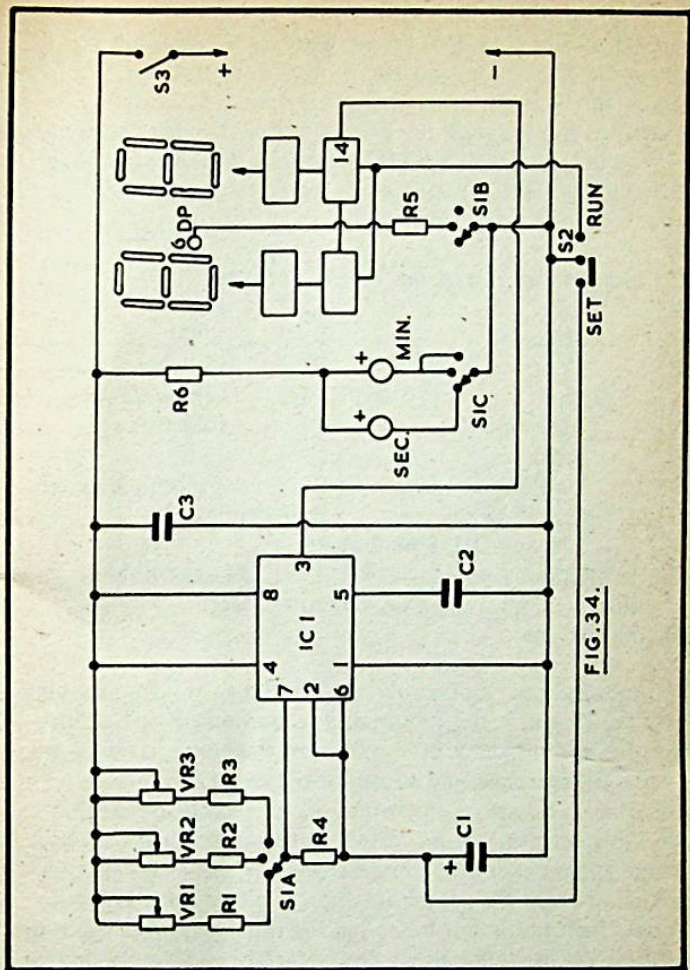 S3
+
−
14
6
DP
R5
S1B
S2
RUN
SET
R6
+
MIN.
+
SEC.
S1C
C3
3
8
4
IC1
7
2
6
5
1
C2
VR3
VR2
VR1
R3
R2
R1
S1A
R4
+
C1
FIG.34.